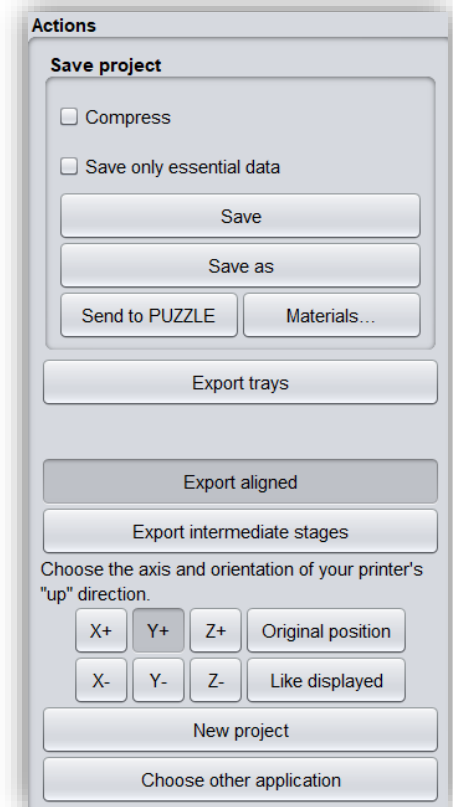 Actions
Save project
Compress
Save only essential data
Save
Save as
Send to PUZZLE Materials...
Export trays
Export aligned
Export intermediate stages
Choose the axis and orientation of your printer's
"up" direction.
X+ Y+ Z+ Original position
X- Y- Z- Like displayed
New project
Choose other application